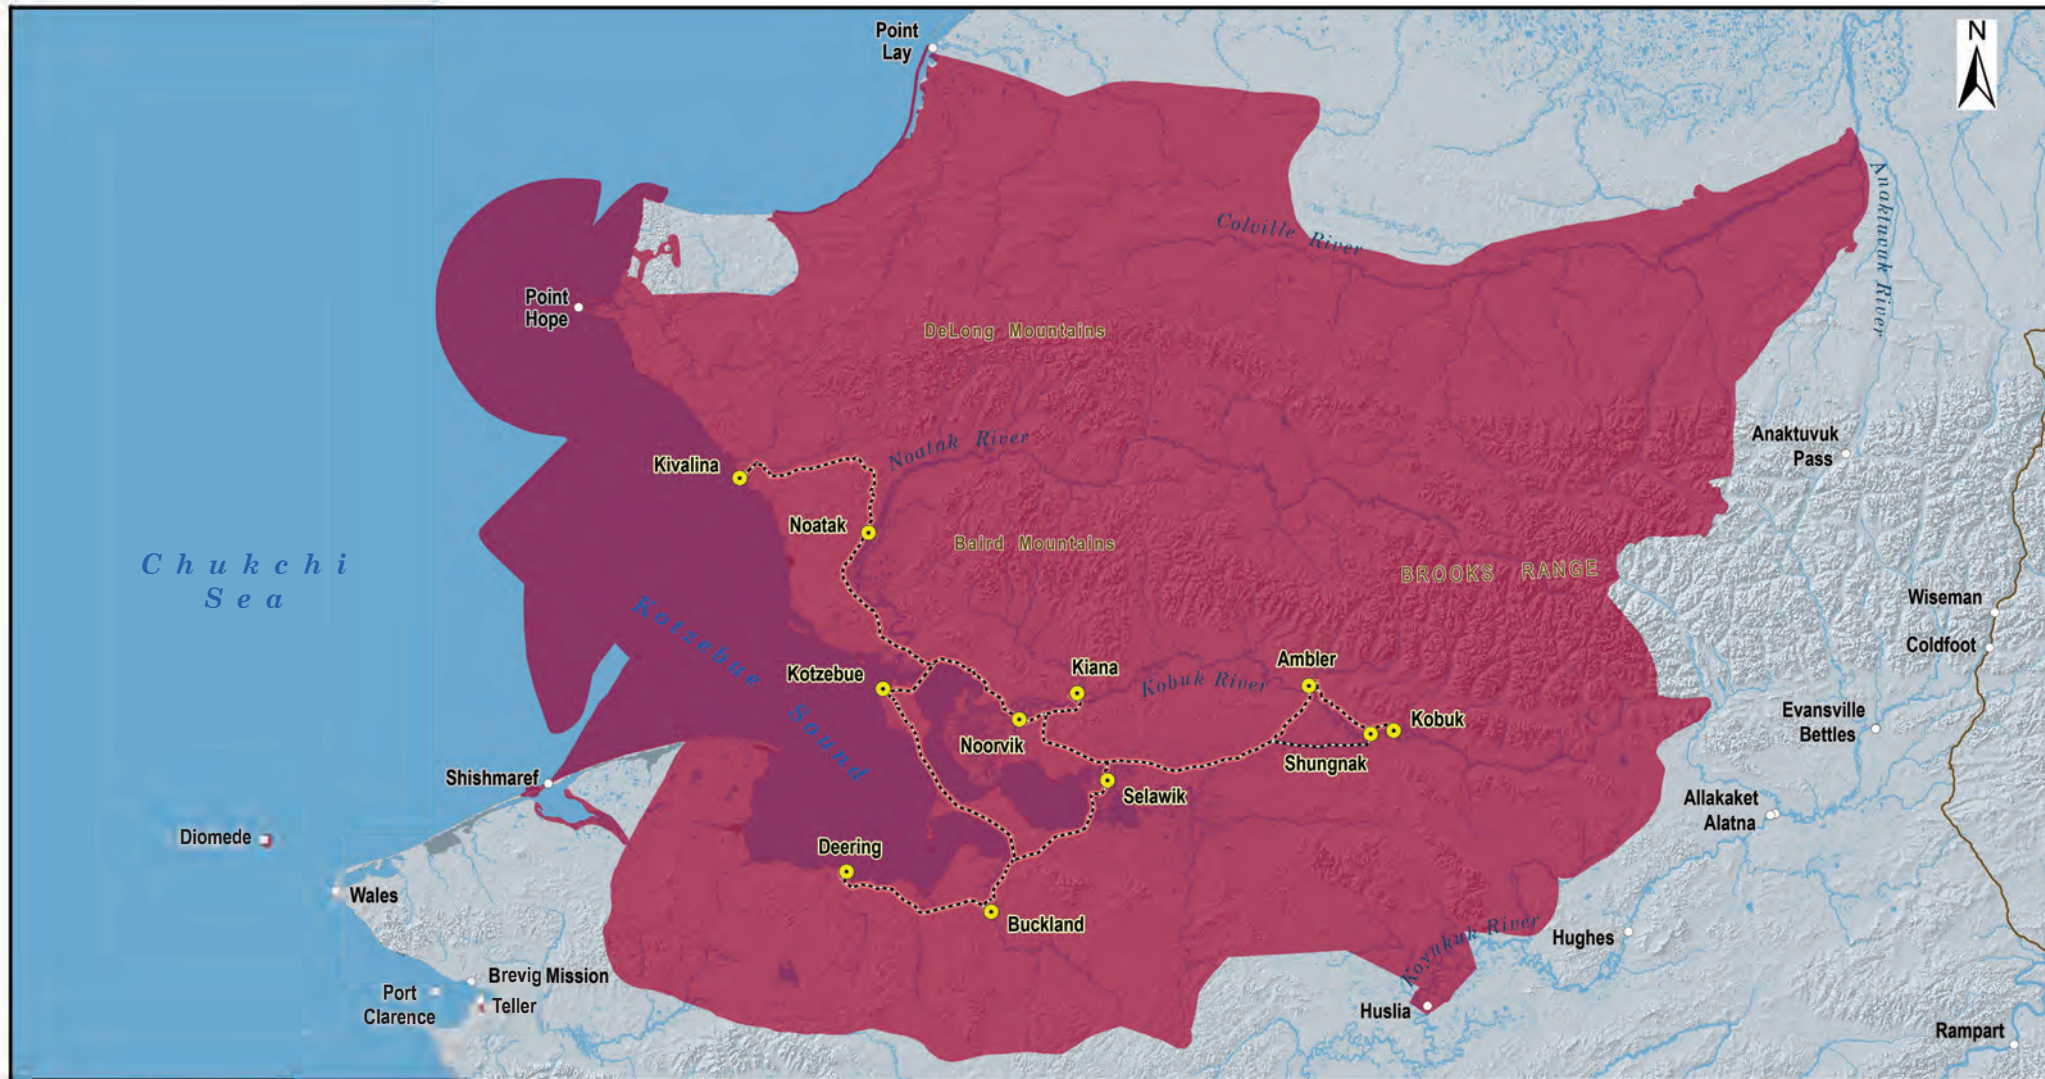 Point
Lay
N
Anaktuvuk River
Colville River
Point
Hope
DeLong Mountains
Noatak River
Anaktuvuk
Pass
Kivalina
Noatak
Baird Mountains
BROOKS RANGE
Chukchi
Sea
Kotzebue
Sound
Wiseman
Coldfoot
Kotzebue
Kiana
Ambler
Kobuk River
Kobuk
Noorvik
Shungnak
Evansville
Bettles
Shishmaref
Selawik
Allakaket
Alatna
Diomede
Deering
Wales
Buckland
Koyukuk River
Hughes
Brevig Mission
Port
Clarence
Teller
Huslia
Rampart